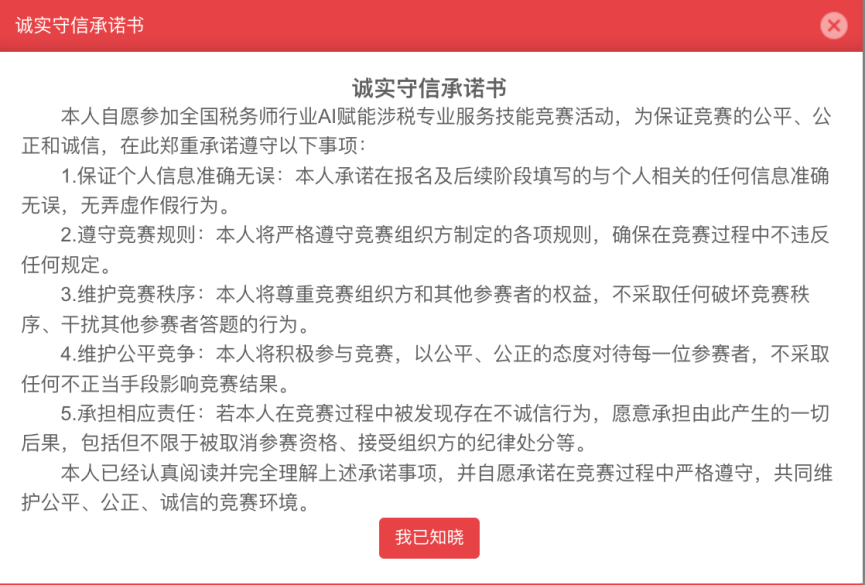 诚实守信承诺书
诚实守信承诺书
本人自愿参加全国税务师行业AI赋能涉税专业服务技能竞赛活动，为保证竞赛的公平、公
正和诚信，在此郑重承诺遵守以下事项：
1.保证个人信息准确无误：本人承诺在报名及后续阶段填写的与个人相关的任何信息准确
无误，无弄虚作假行为。
2.遵守竞赛规则：本人将严格遵守竞赛组织方制定的各项规则，确保在竞赛过程中不违反
任何规定。
3.维护竞赛秩序：本人将尊重竞赛组织方和其他参赛者的权益，不采取任何破坏竞赛秩
序、干扰其他参赛者答题的行为。
4.维护公平竞争：本人将积极参与竞赛，以公平、公正的态度对待每一位参赛者，不采取
任何不正当手段影响竞赛结果。
5.承担相应责任：若本人在竞赛过程中被发现存在不诚信行为，愿意承担由此产生的一切
后果，包括但不限于被取消参赛资格、接受组织方的纪律处分等。
本人已经认真阅读并完全理解上述承诺事项，并自愿承诺在竞赛过程中严格遵守，共同维
护公平、公正、诚信的竞赛环境。
我已知晓